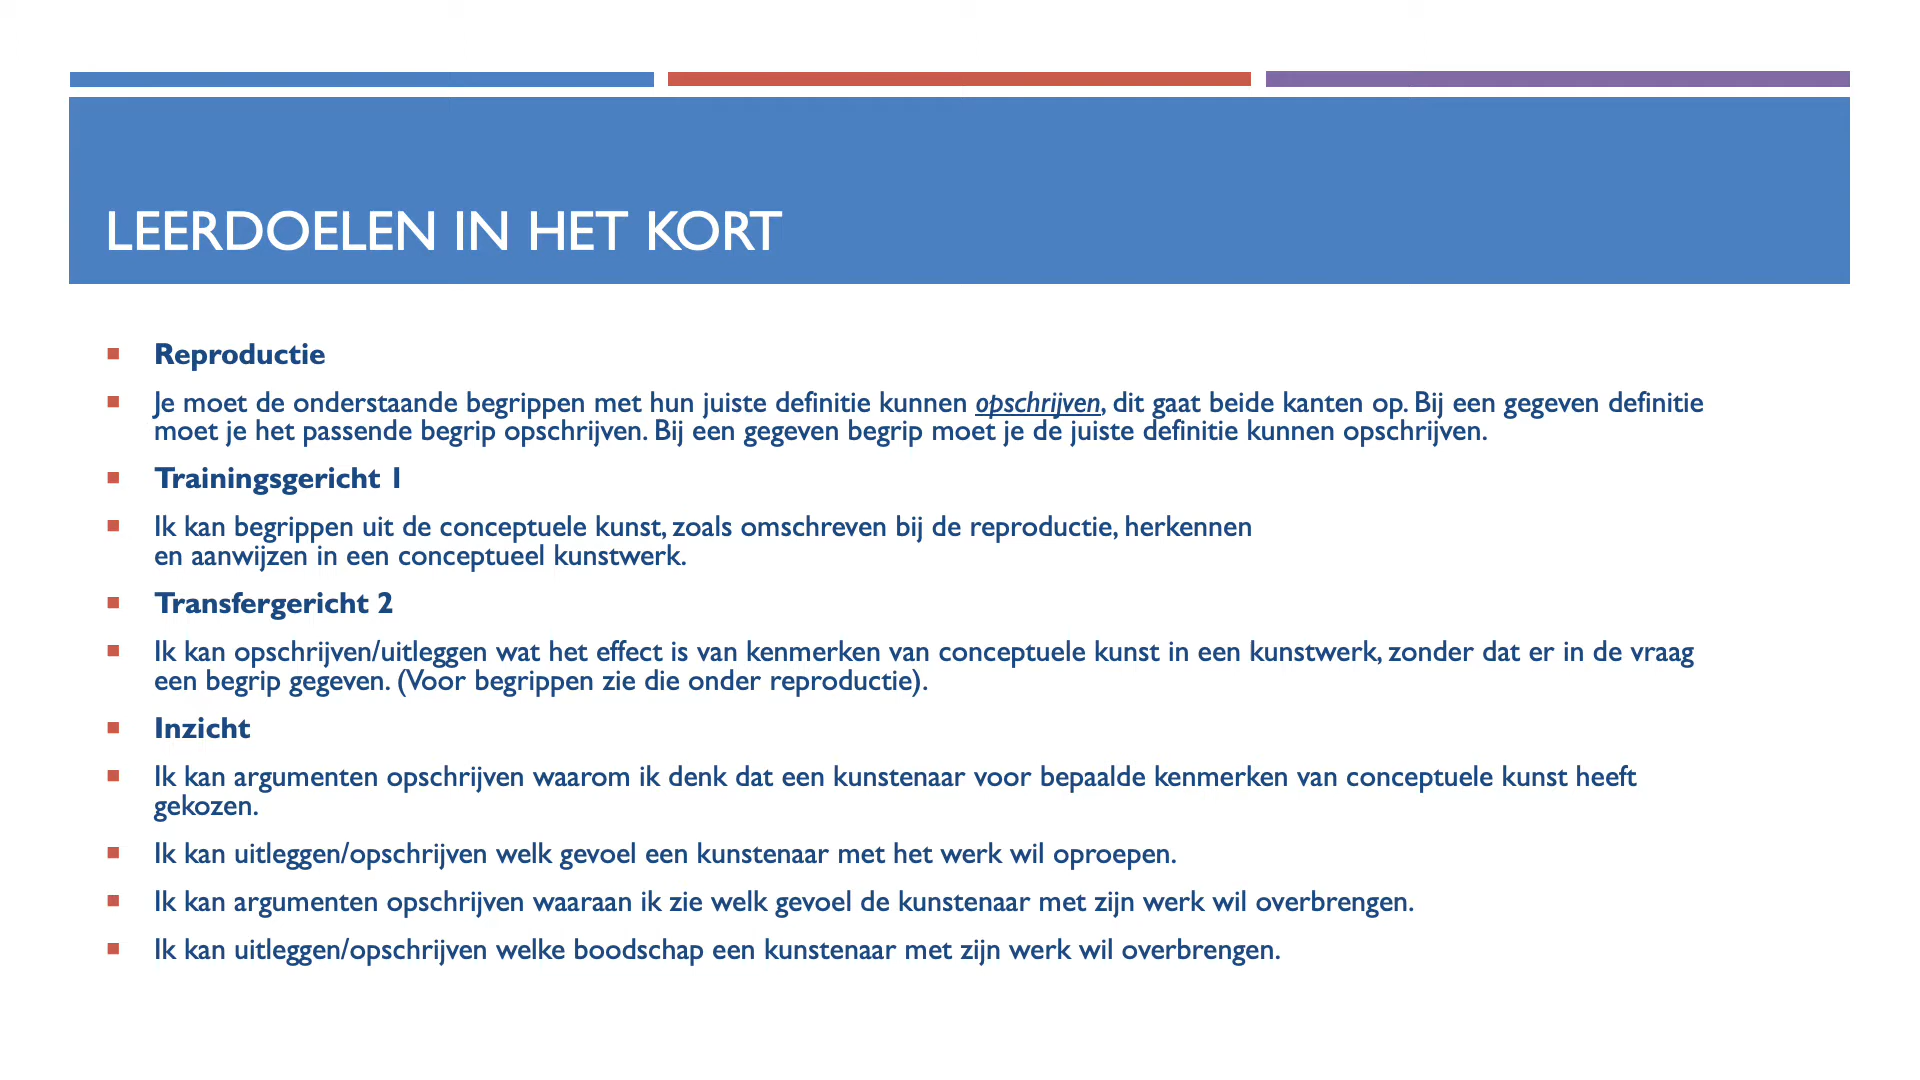 LEERDOELEN IN HET KORT
Reproductie
Je moet de onderstaande begrippen met hun juiste definitie kunnen opschrijven, dit gaat beide kanten op. Bij een gegeven definitie
moet je het passende begrip opschrijven. Bij een gegeven begrip moet je de juiste definitie kunnen opschrijven.
Trainingsgericht 1
Ik kan begrippen uit de conceptuele kunst, zoals omschreven bij de reproductie, herkennen
en aanwijzen in een conceptueel kunstwerk.
Transfergericht 2
Ik kan opschrijven/uitleggen wat het effect is van kenmerken van conceptuele kunst in een kunstwerk, zonder dat er in de vraag
een begrip gegeven. (Voor begrippen zie die onder reproductie).
Inzicht
Ik kan argumenten opschrijven waarom ik denk dat een kunstenaar voor bepaalde kenmerken van conceptuele kunst heeft
gekozen.
Ik kan uitleggen/opschrijven welk gevoel een kunstenaar met het werk wil oproepen.
Ik kan argumenten opschrijven waaraan ik zie welk gevoel de kunstenaar met zijn werk wil overbrengen.
Ik kan uitleggen/opschrijven welke boodschap een kunstenaar met zijn werk wil overbrengen.